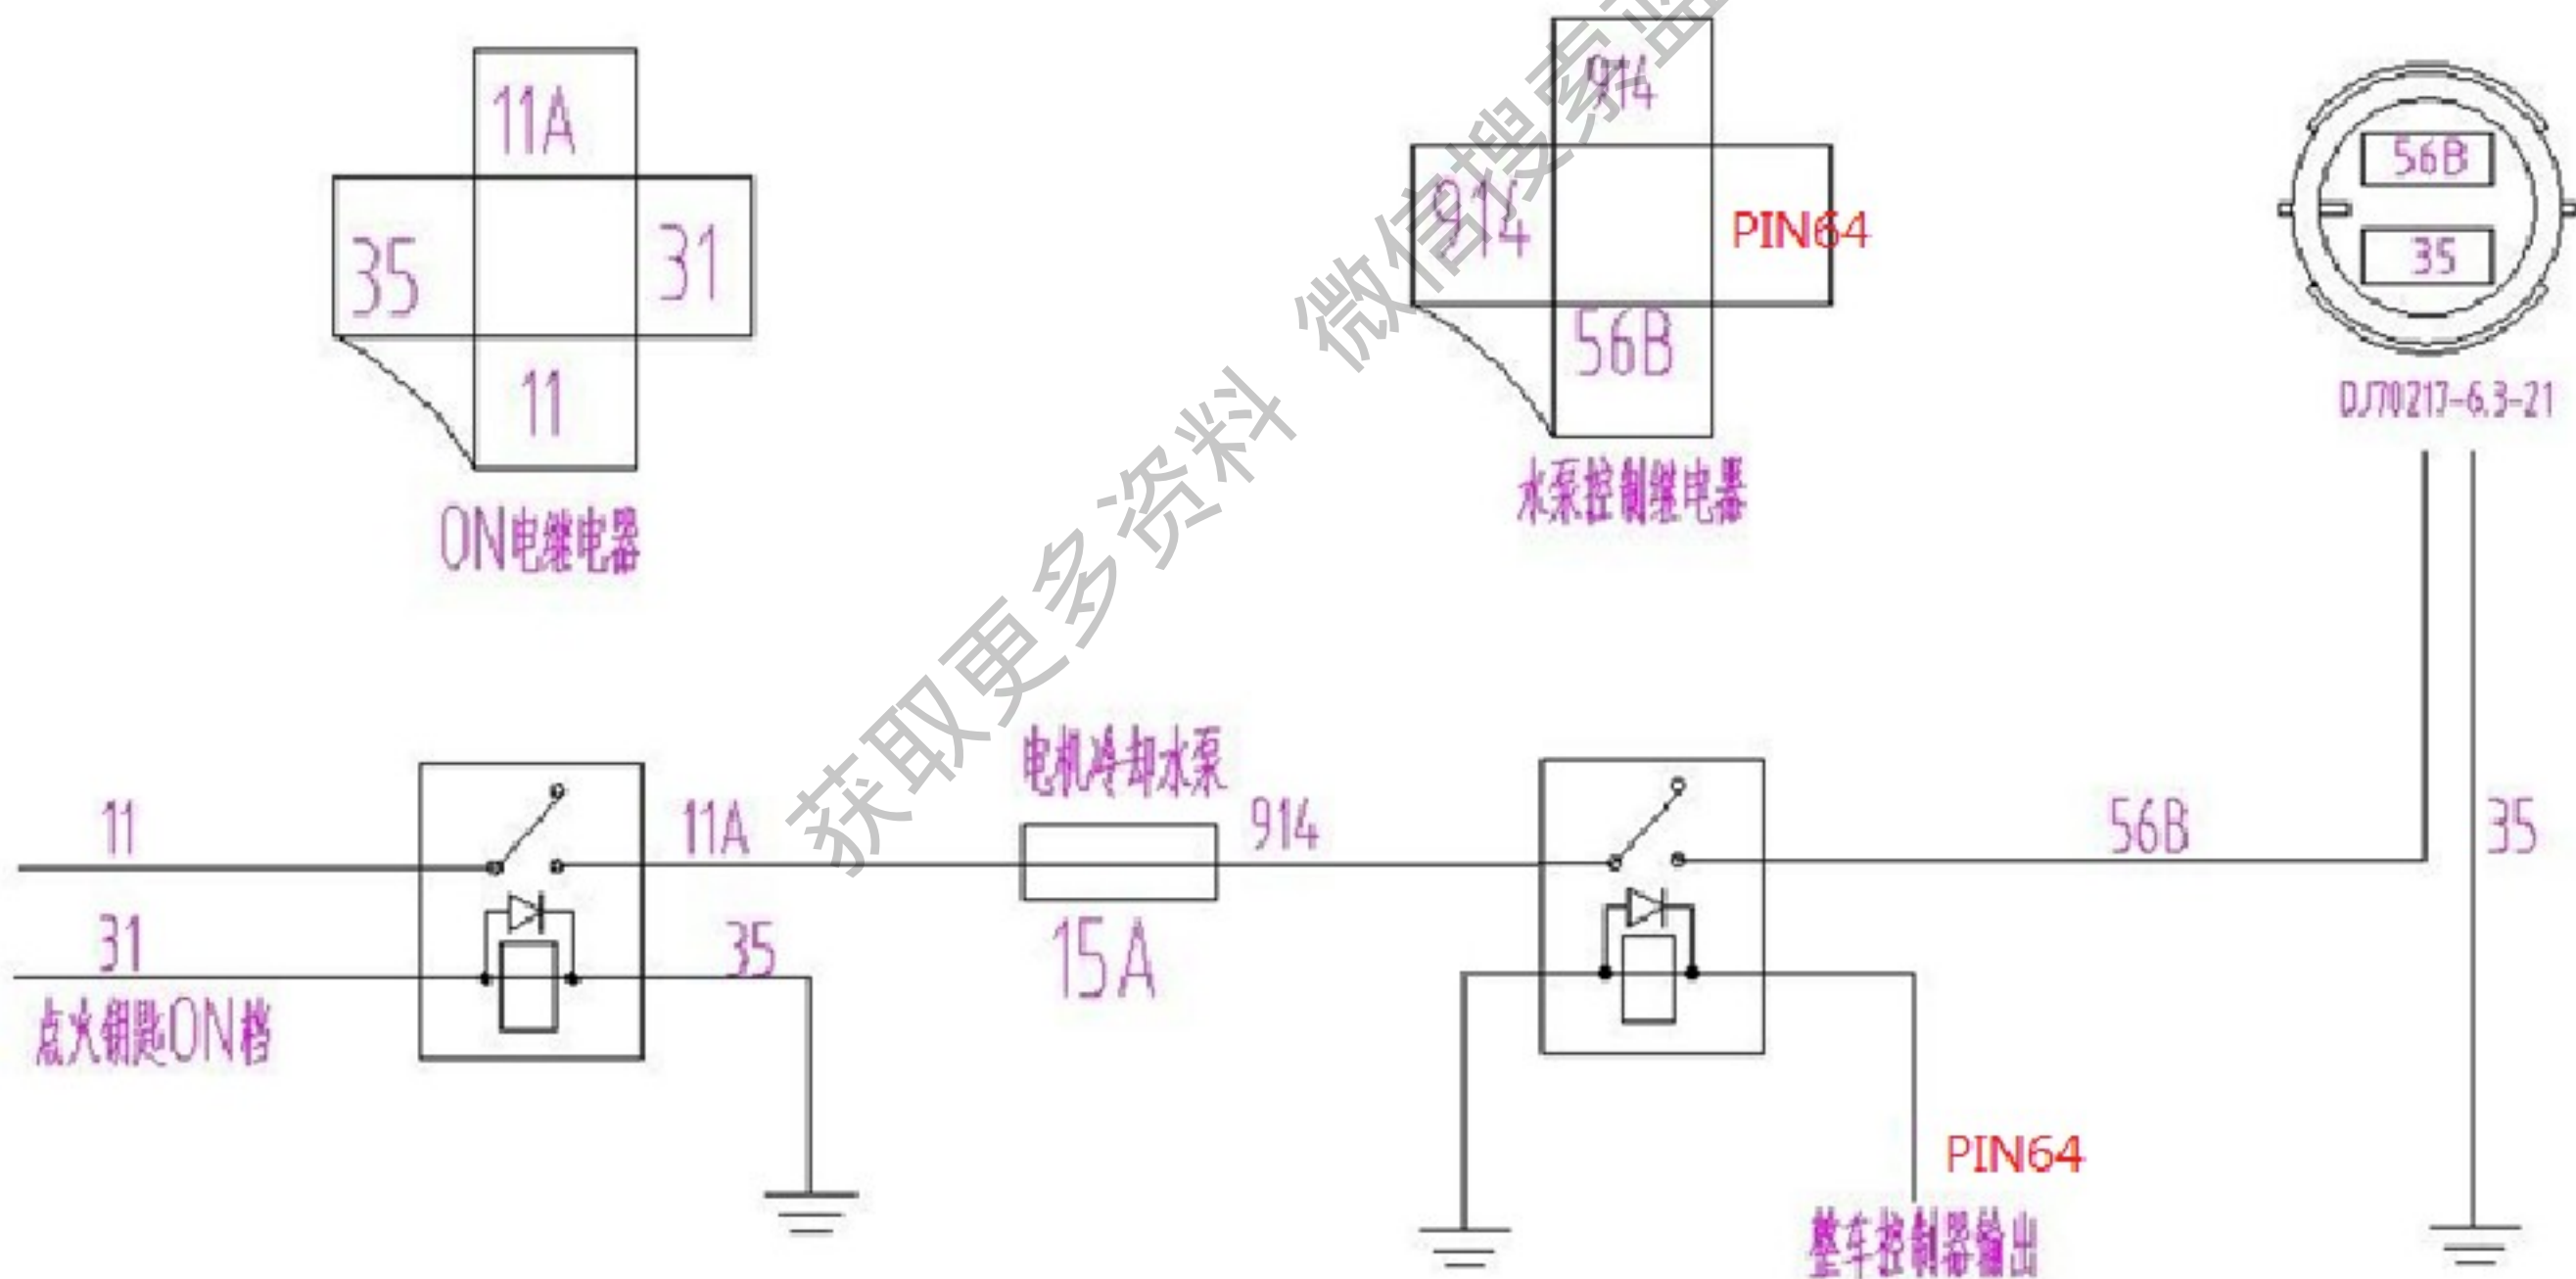 11A
35
31
11
ON电继电器
914
914
PIN64
56B
水泵控制继电器
56B
35
DJ70217-6.3-21
获取更多资料 微信搜索
11
11A
电机冷却水泵
914
56B
35
31
35
15A
点火钥匙ON档
PIN64
整车控制器输出